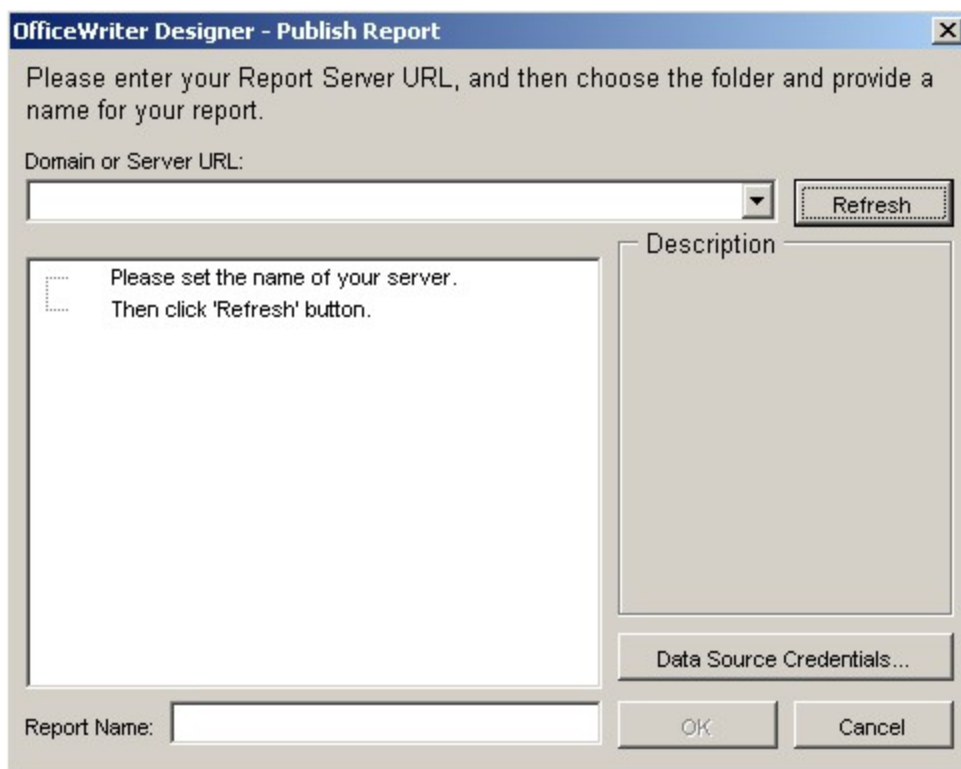 OfficeWriter Designer - Publish Report
Please enter your Report Server URL, and then choose the folder and provide a
name for your report.
Domain or Server URL:
Refresh
Description
Please set the name of your server.
Then click 'Refresh' button.
Data Source Credentials...
Report Name:
OK
Cancel